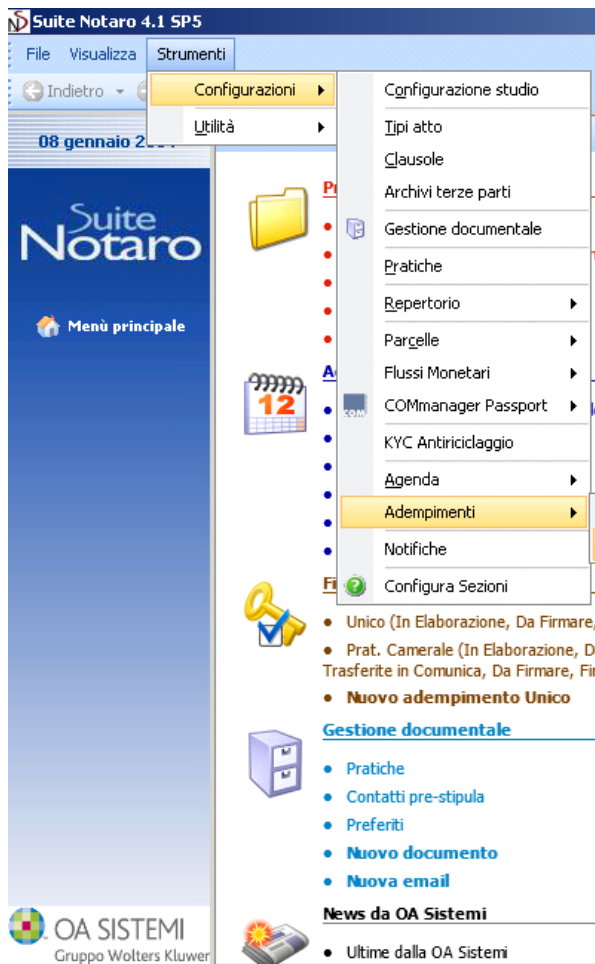 Suite Notaro 4.1 SP5
File Visualizza Strumenti
Indietro
Configurazioni
Utilità
08 gennaio
Suite
Notaro
Menù principale
Configurazione studio
Tipi atto
Clausole
Archivi terze parti
Gestione documentale
Pratiche
Repertorio
Parcelle
Flussi Monetari
COM
COMmanager Passport
KYC Antiriciclaggio
Agenda
Adempimenti
Notifiche
Configura Sezioni
12
Unico (In Elaborazione, Da Firmare,
Prat. Camerale (In Elaborazione, D
Trasferite in Comunica, Da Firmare, Fir
Nuovo adempimento Unico
Gestione documentale
Pratiche
Contatti pre-stipula
Preferiti
Nuovo documento
Nuova email
News da OA Sistemi
Ultime dalla OA Sistemi
OA SISTEMI
Gruppo Wolters Kluwer